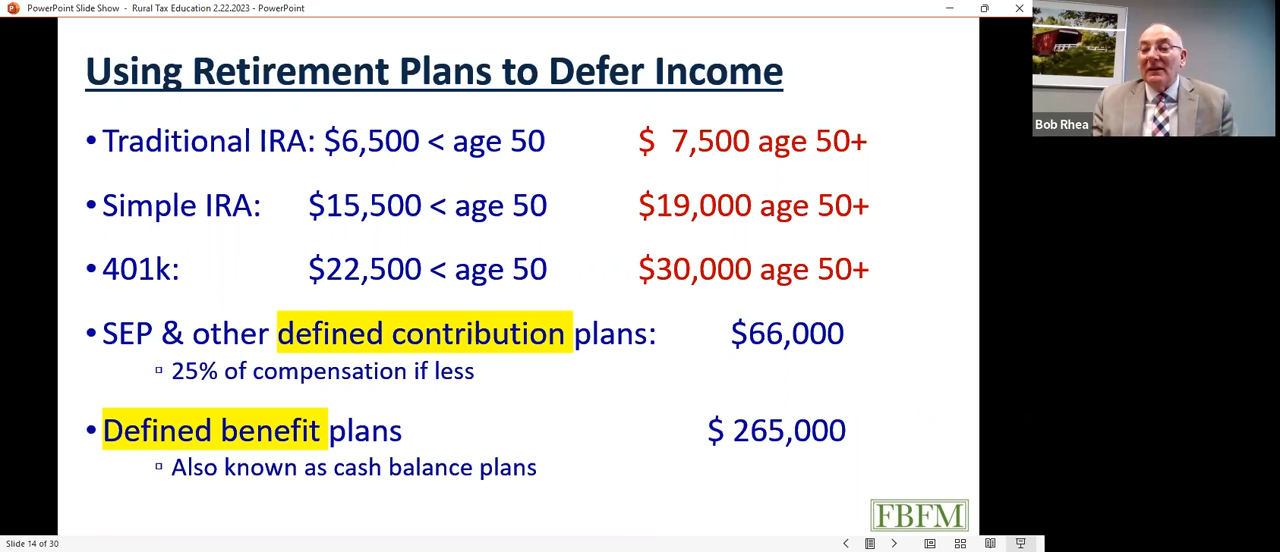 PowerPoint Slide Show - Rural Tax Education 2.22.2023 - PowerPoint
Using Retirement Plans to Defer Income
•Traditional IRA: $6,500 < age 50 $ 7,500 age 50+
•Simple IRA: $15,500 < age 50 $19,000 age 50+
•401k: $22,500 < age 50 $30,000 age 50+
•SEP & other defined contribution plans: $66,000
▫ 25% of compensation if less
•Defined benefit plans $ 265,000
▫ Also known as cash balance plans
FBFM
Bob Rhea
Slide 14 of 30